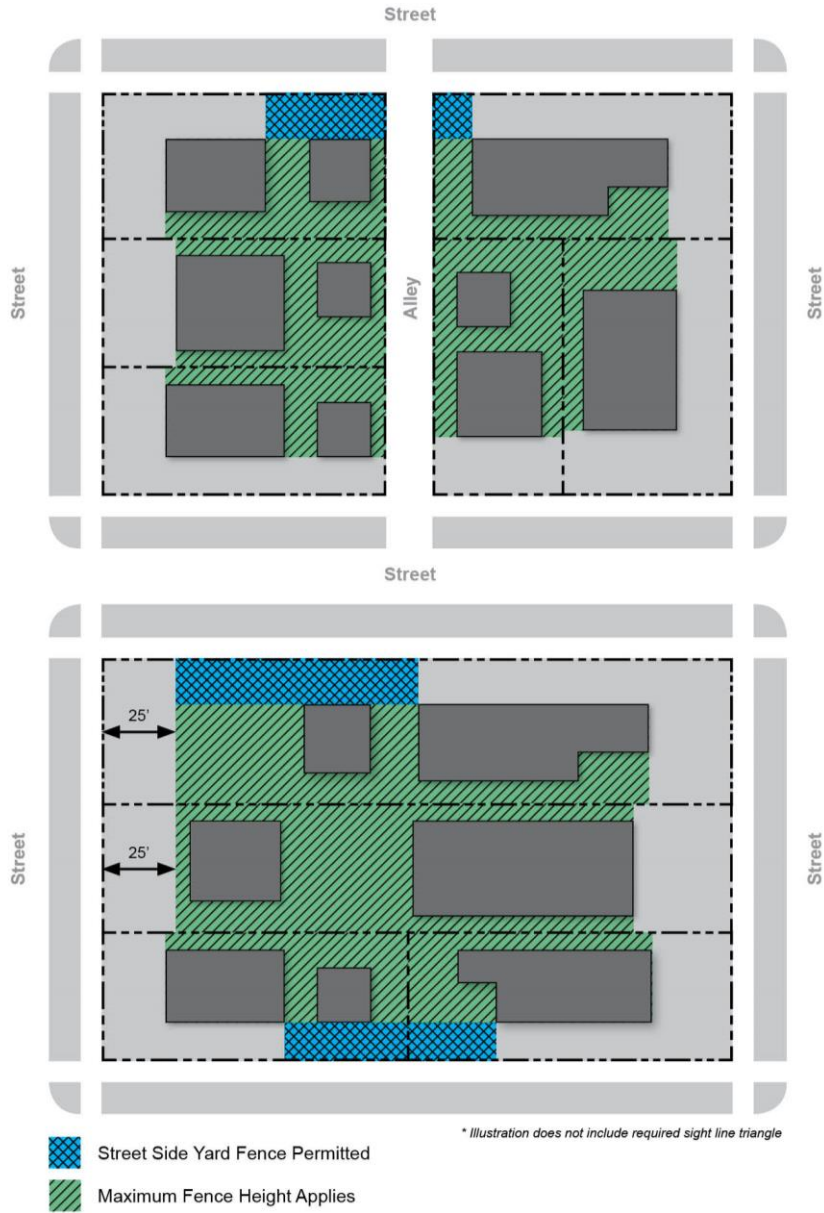 Street
Street
Alley
Street
Street
25'
25'
Street
Street
* Illustration does not include required sight line triangle
Street Side Yard Fence Permitted
Maximum Fence Height Applies